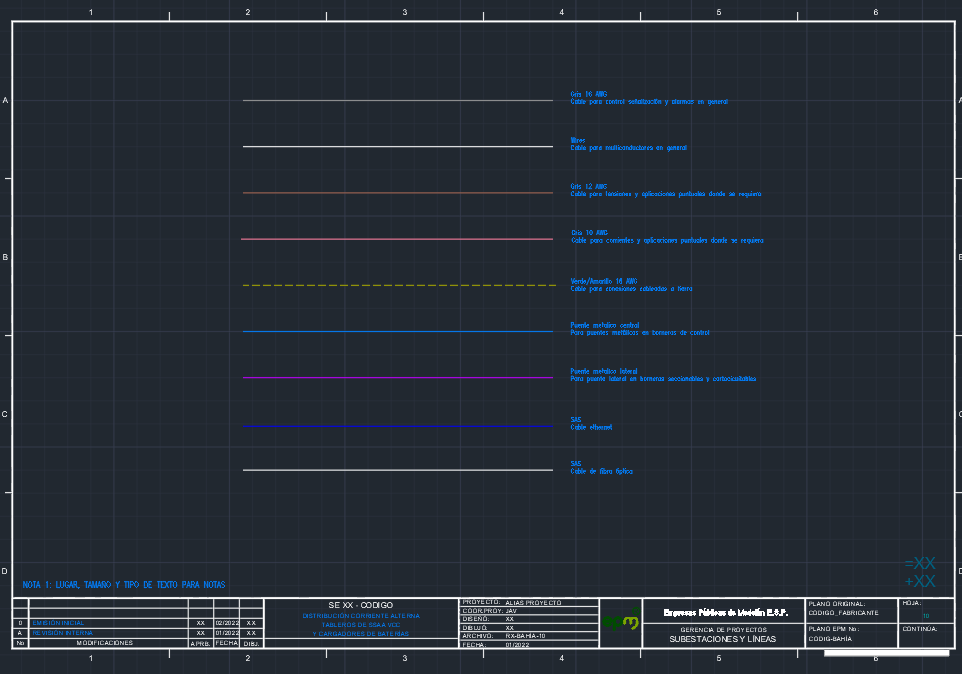 1 2 3 4 5 6
A A
Gris 16 AWG
Cable para control señalización y alarmas en general
Wires
Cable para multiconductores en general
Gris 12 AWG
Cable para tensiones y aplicaciones puntuales donde se requiera
B B
Gris 10 AWG
Cable para corrientes y aplicaciones puntuales donde se requiera
Verde/Amarillo 16 AWG
Cable para conexiones cableadas a tierra
Puente metalico central
Para puentes metálicos en borneras de control
Puente metalico lateral
Para puente lateral en borneras seccionables y cortocircuitables
C
SAS
Cable ethernet
SAS
Cable de fibra óptica
D D
=XX
+XX
NOTA 1: LUGAR, TAMAÑO Y TIPO DE TEXTO PARA NOTAS
0 EMISIÓN INICIAL XX 02/2022 XX
A REVISIÓN INTERNA XX 01/2022 XX
No MODIFICACIONES APRB. FECHA DIBJ.
SE XX - CODIGO
DISTRIBUCIÓN CORRIENTE ALTERNA
TABLEROS DE SSAA VCC
Y CARGADORES DE BATERÍAS
PROYECTO: ALIAS PROYECTO
COOR.PROY: JAV
DISEÑO: XX
DIBUJÓ: XX
ARCHIVO: RX-BAHIA-10
FECHA: 01/2022
Empresas Públicas de Medellín E.S.P.
GERENCIA DE PROYECTOS
SUBESTACIONES Y LÍNEAS
PLANO ORIGINAL:
CODIGO_FABRICANTE
PLANO EPM No:
CODIG-BAHÍA
HOJA:
10
CONTINÚA:
1 2 3 4 5 6